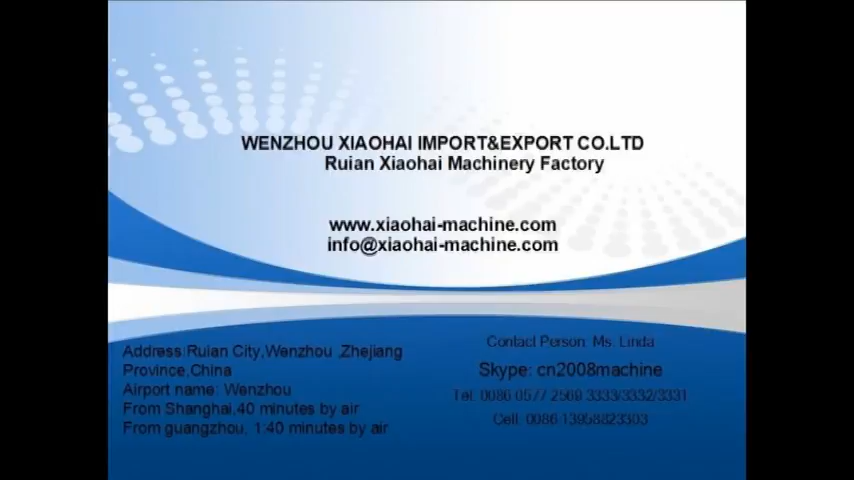 WENZHOU XIAOHAI IMPORT&EXPORT CO.LTD
Ruian Xiaohai Machinery Factory
www.xiaohai-machine.com
info@xiaohai-machine.com
Address:Ruian City,Wenzhou ,Zhejiang
Province,China
Airport name: Wenzhou
From Shanghai,40 minutes by air
From guangzhou, 1:40 minutes by air
Contact Person: Ms. Linda
Skype: cn2008machine
Tel: 0086 0577 2569 3333/3332/3331
Cell: 0086 13958823303